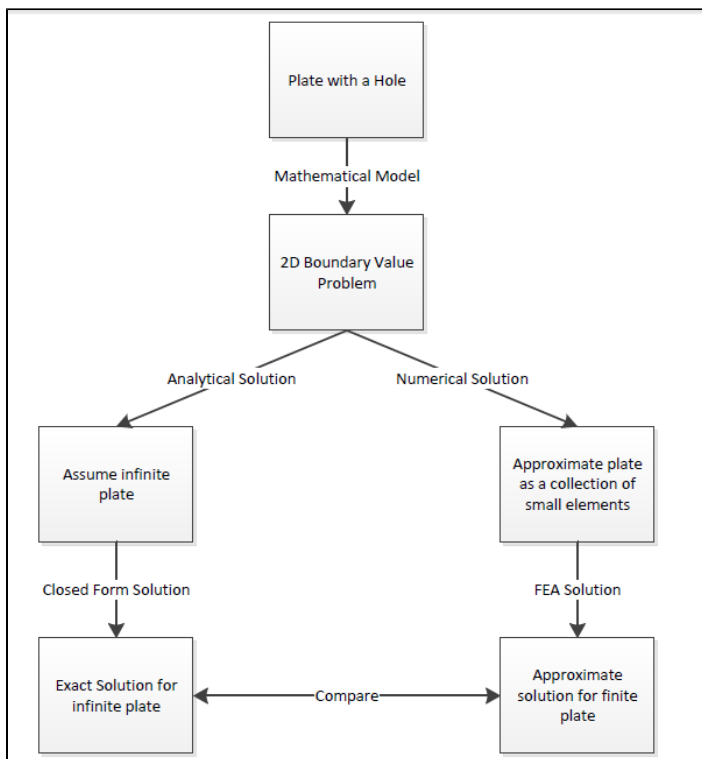 Plate with a Hole
Mathematical Model
2D Boundary Value
Problem
Analytical Solution
Numerical Solution
Assume infinite
plate
Approximate plate
as a collection of
small elements
Closed Form Solution
FEA Solution
Exact Solution for
infinite plate
Compare
Approximate
solution for finite
plate